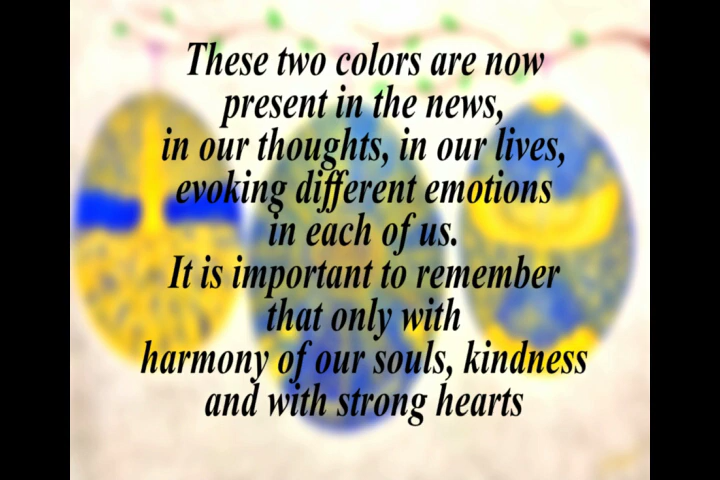 These two colors are now
present in the news,
in our thoughts, in our lives,
evoking different emotions
in each of us.
It is important to remember
that only with
harmony of our souls, kindness
and with strong hearts